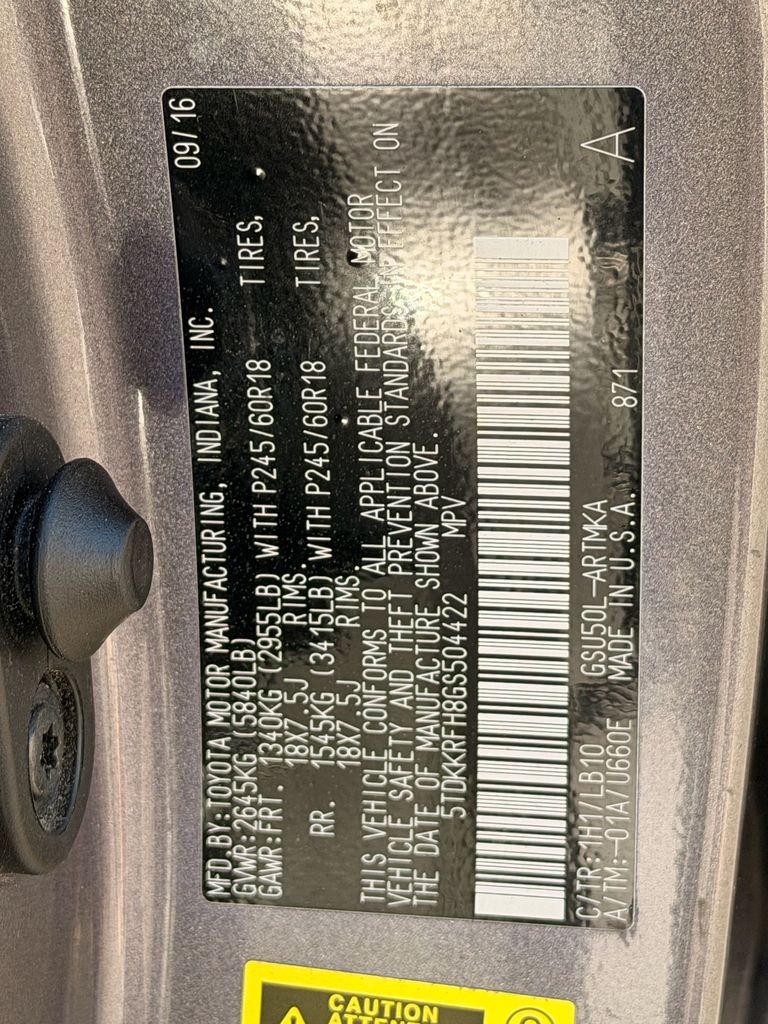 MFD.BY:TOYOTA MOTOR MANUFACTURING, INDIANA, INC. 09/16
GVWR:2645KG (5840LB)
GAWR:FRT. 1340KG (2955LB) WITH P245/60R18 TIRES,
18X7.5J RIMS.
RR. 1545KG (3415LB) WITH P245/60R18 TIRES,
18X7.5J RIMS.
THIS VEHICLE CONFORMS TO ALL APPLICABLE FEDERAL MOTOR
VEHICLE SAFETY AND THEFT PREVENTION STANDARDS IN EFFECT ON
THE DATE OF MANUFACTURE SHOWN ABOVE.
5TDKKRFH8GS504422 MPV
C/TR: 1H1/LB10 GSU50L-ARTMKA
A/TM:-01A/U660E MADE IN U.S.A. 871 A
CAUTION